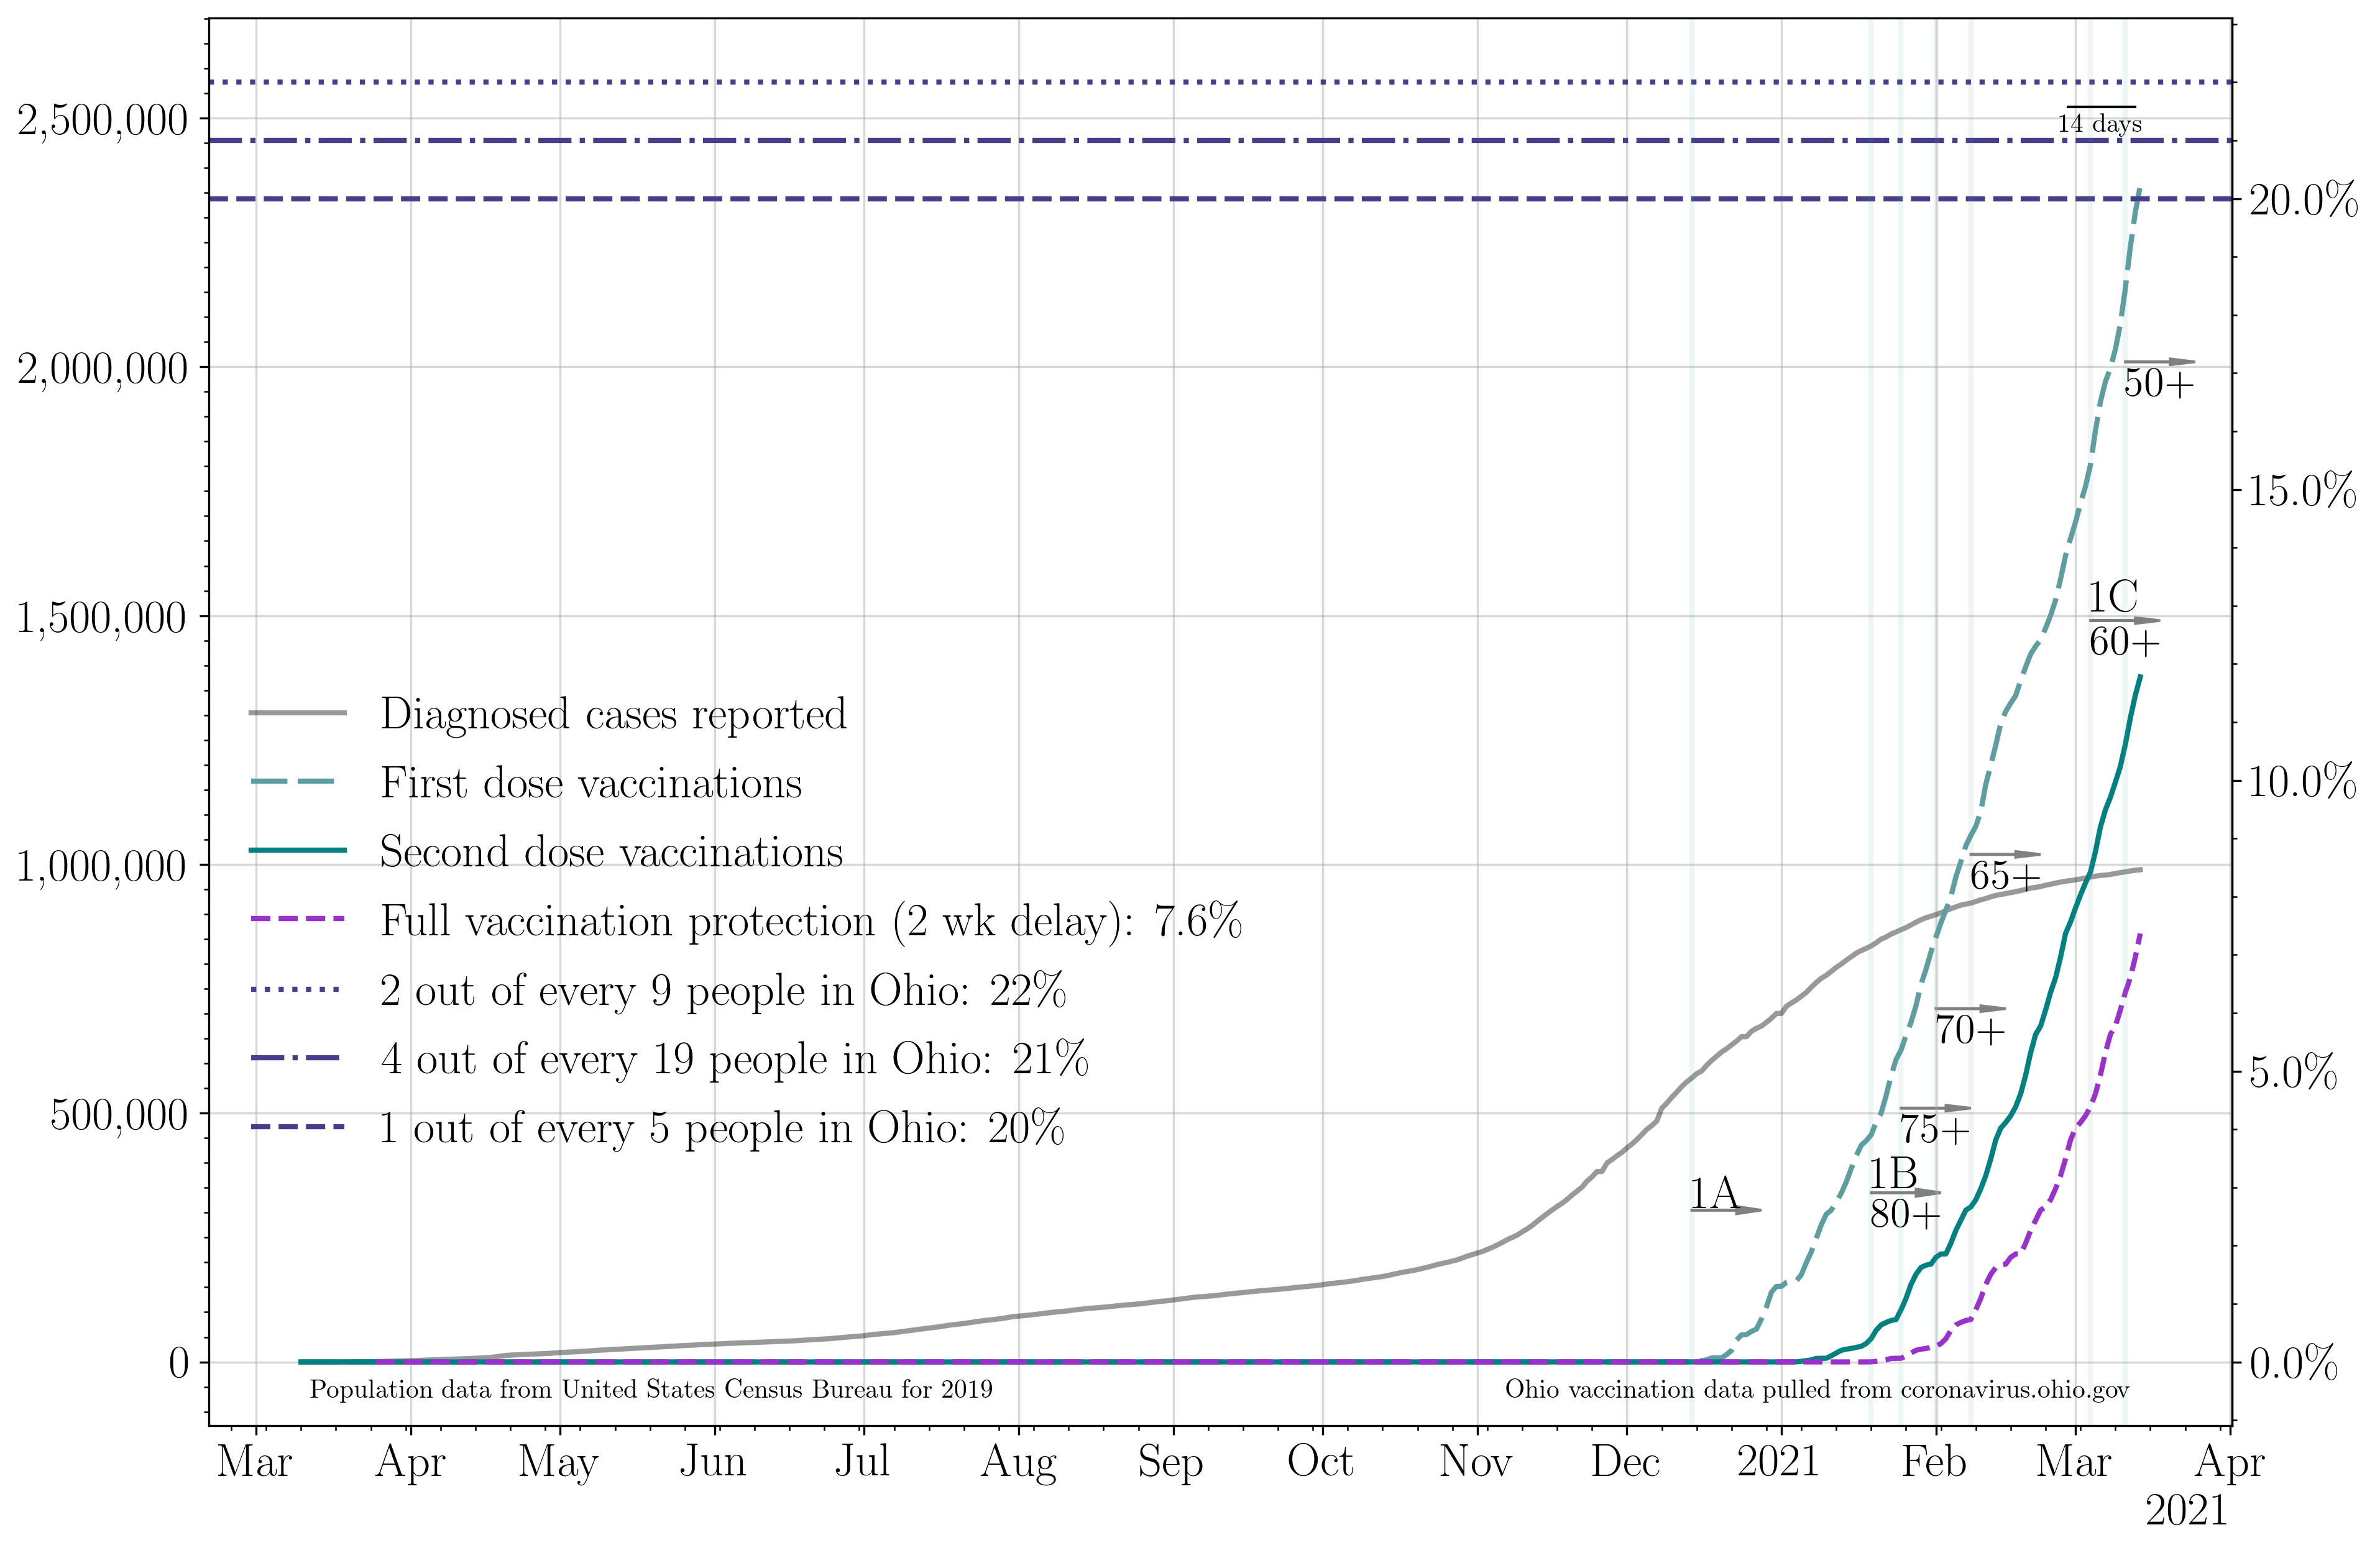 2,500,000
2,000,000
1,500,000
1,000,000
500,000
0
20.0%
15.0%
10.0%
5.0%
0.0%
14 days
50+
1C
60+
65+
70+
75+
1B
80+
1A
Diagnosed cases reported
First dose vaccinations
Second dose vaccinations
Full vaccination protection (2 wk delay): 7.6%
2 out of every 9 people in Ohio: 22%
4 out of every 19 people in Ohio: 21%
1 out of every 5 people in Ohio: 20%
Population data from United States Census Bureau for 2019
Ohio vaccination data pulled from coronavirus.ohio.gov
Mar Apr May Jun Jul Aug Sep Oct Nov Dec 2021 Feb Mar Apr
2021